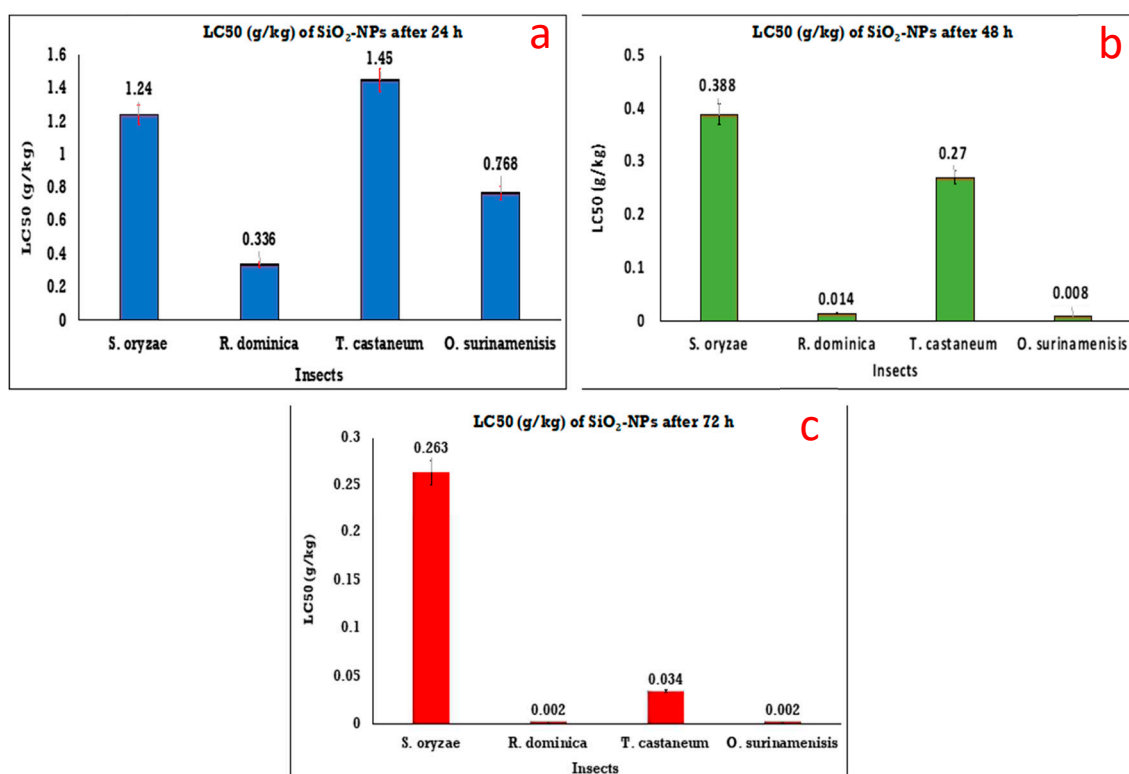 LC50 (g/kg) of SiO₂-NPs after 24 h
a
LC50 (g/kg)
1.6
1.4
1.2
1
0.8
0.6
0.4
0.2
0
1.24
0.336
1.45
0.768
S. oryzae R. dominica T. castaneum O. surinamenisis
Insects
LC50 (g/kg) of SiO₂-NPs after 48 h
b
LC50 (g/kg)
0.5
0.4
0.3
0.2
0.1
0
0.388
0.014
0.27
0.008
S. oryzae R. dominica T. castaneum O. surinamenisis
Insects
LC50 (g/kg) of SiO₂-NPs after 72 h
c
LC50 (g/kg)
0.3
0.25
0.2
0.15
0.1
0.05
0
0.263
0.002
0.034
0.002
S. oryzae R. dominica T. castaneum O. surinamenisis
Insects